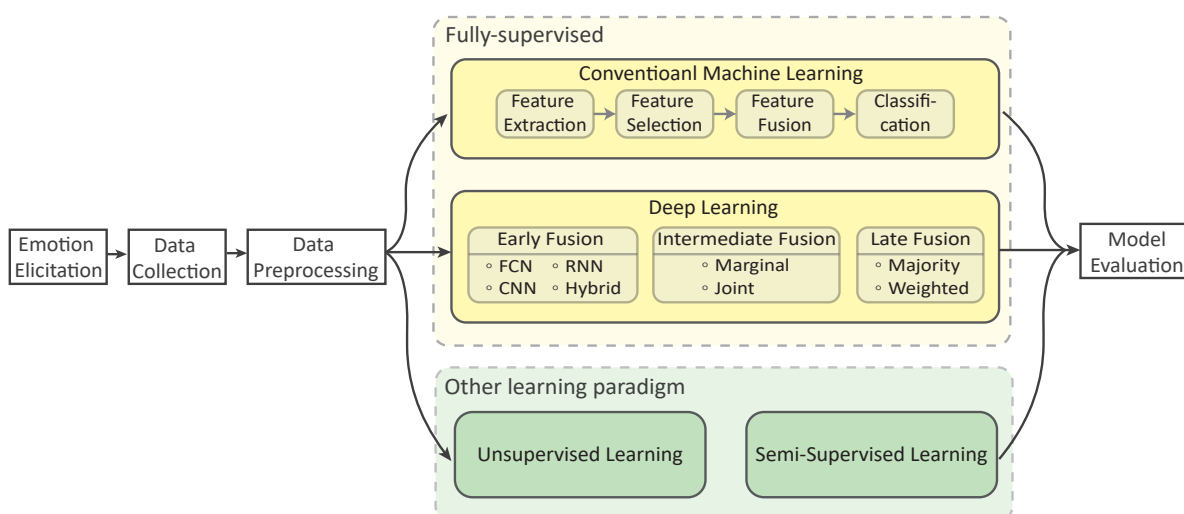 Fully-supervised
Conventioanl Machine Learning
Feature
Extraction
Feature
Selection
Feature
Fusion
Classifi-
cation
Deep Learning
Early Fusion
◦ FCN ◦ RNN
◦ CNN ◦ Hybrid
Intermediate Fusion
◦ Marginal
◦ Joint
Late Fusion
◦ Majority
◦ Weighted
Emotion
Elicitation
Data
Collection
Data
Preprocessing
Model
Evaluation
Other learning paradigm
Unsupervised Learning
Semi-Supervised Learning